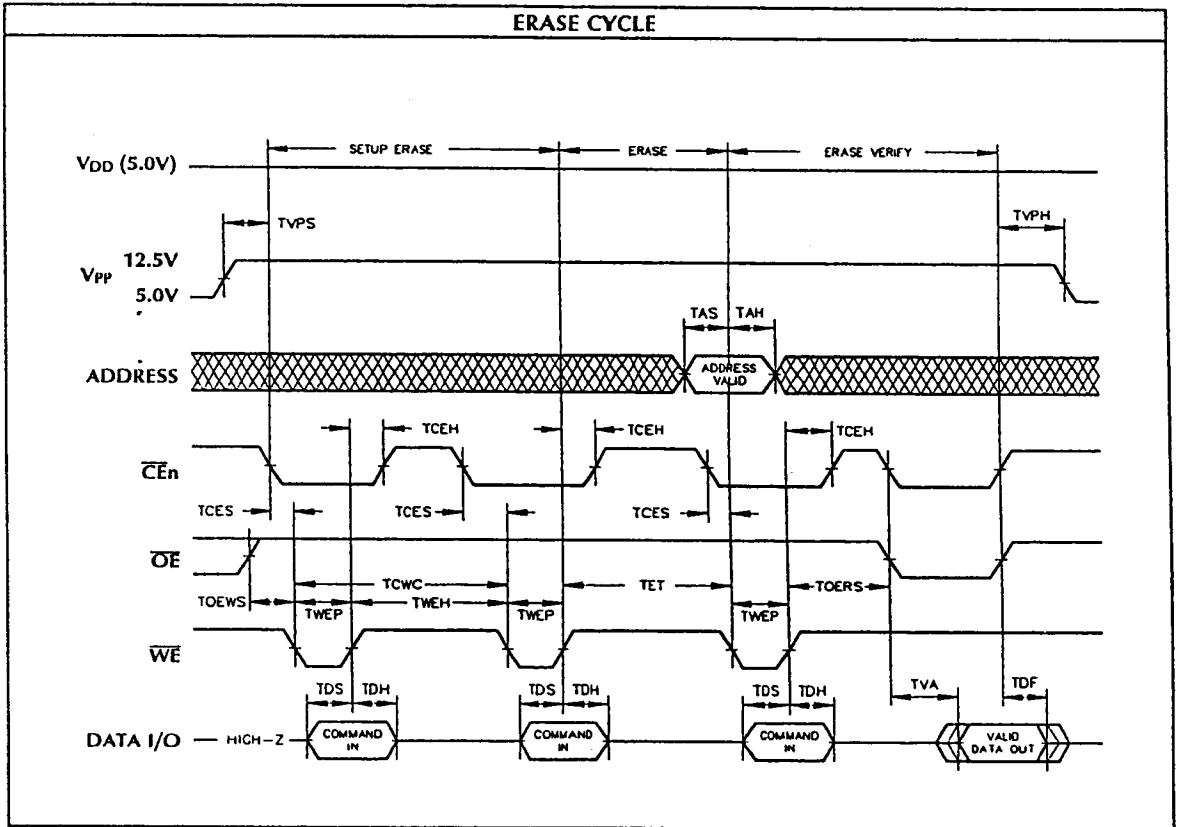 ERASE CYCLE
SETUP ERASE ERASE ERASE VERIFY
VDD (5.0V)
TVPS TVPH
VPP 12.5V
5.0V
TAS TAH
ADDRESS ADDRESS VALID
TCEH TCEH TCEH
CEn
TCES TCES TCES
OE
TCWC TET TOERS
TOEWS TWEP TWEH TWEP TWEP
WE
TDS TDH TDS TDH TDS TDH TVA TDF
DATA I/O HIGH-Z COMMAND IN COMMAND IN COMMAND IN VALID DATA OUT